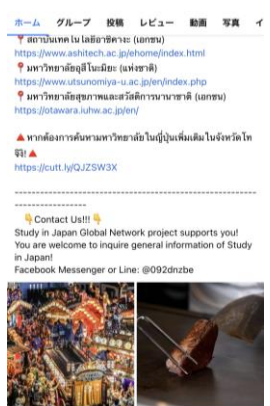 ホーム グループ 投稿 レビュー 動画 写真 イ
📍สถาบันเทคโนโลยีอาชิคางะ (เอกชน)
https://www.ashitech.ac.jp/ehome/index.html
📍มหาวิทยาลัยอุสึโนะมิยะ (แห่งชาติ)
https://www.utsunomiya-u.ac.jp/en/index.php
📍มหาวิทยาลัยสุขภาพและสวัสดิการนานาชาติ (เอกชน)
https://otawara.iuhw.ac.jp/en/
🔺หากต้องการค้นหามหาวิทยาลัยในญี่ปุ่นเพิ่มเติมในจังหวัดโท
จิงิ!🔺
https://cutt.ly/QJZSW3X
--------------------------------------------------------
-----------------
👇Contact Us!!!👇
Study in Japan Global Network project supports you!
You are welcome to inquire general information of Study
in Japan!
Facebook Messenger or Line: @092dnzbe